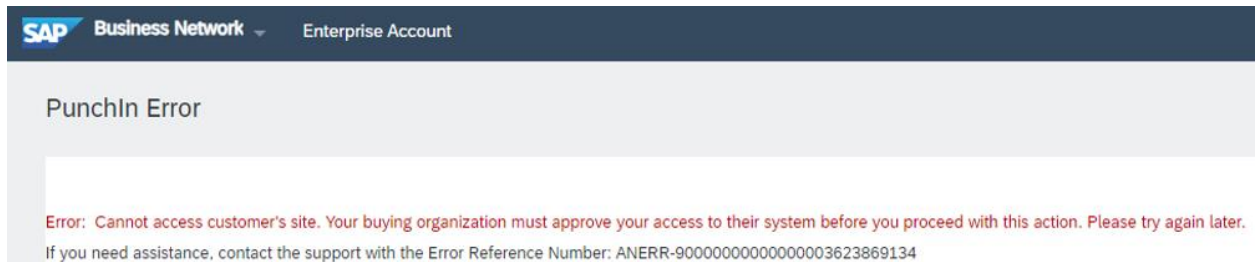 SAP Business Network Enterprise Account
PunchIn Error
Error: Cannot access customer's site. Your buying organization must approve your access to their system before you proceed with this action. Please try again later.
If you need assistance, contact the support with the Error Reference Number: ANERR-90000000000000003623869134